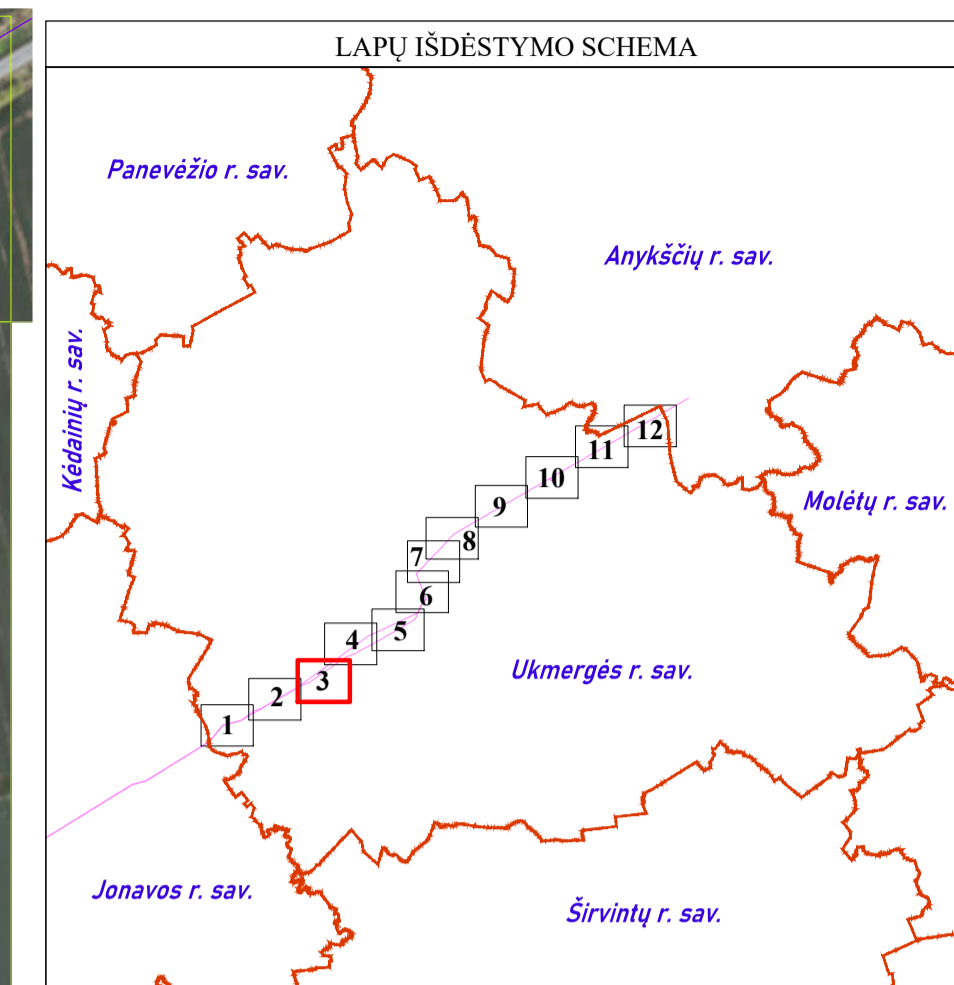 LAPŲ IŠDĖSTYMO SCHEMA
Panevėžio r. sav.
Anykščių r. sav.
Kėdainių r. sav.
12
11
10
Molėtų r. sav.
9
8
7
6
5
4
Ukmergės r. sav.
3
2
1
Jonavos r. sav.
Širvintų r. sav.